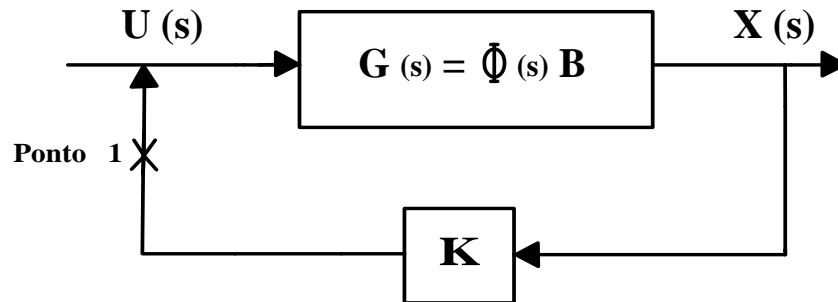 U (s)
X (s)
G (s) = Φ (s) B
Ponto 1
K